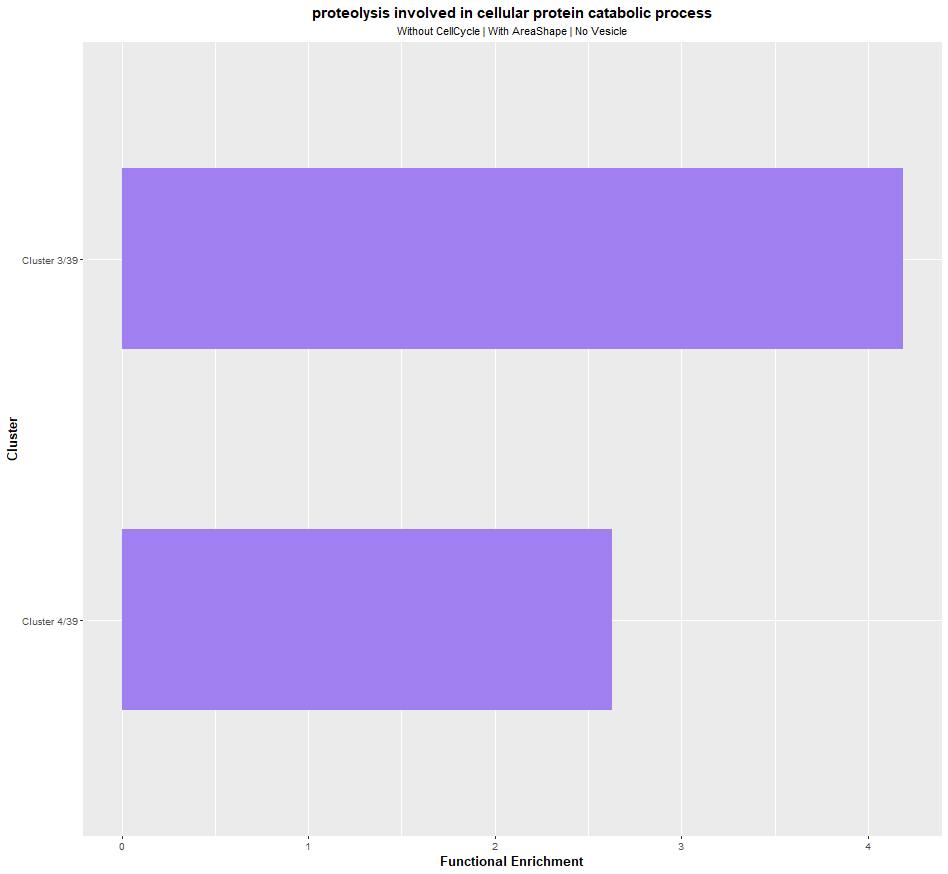 proteolysis involved in cellular protein catabolic process
Without CellCycle | With AreaShape | No Vesicle
Cluster 3/39
Cluster
Cluster 4/39
0 1 2 3 4
Functional Enrichment